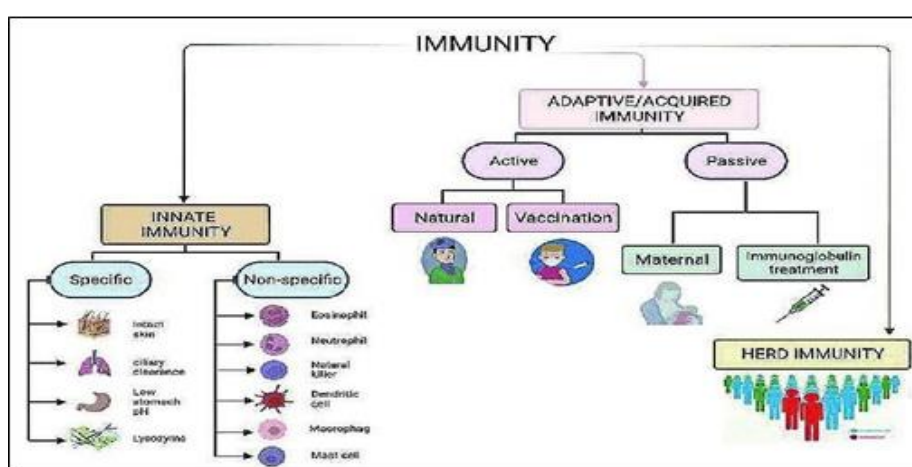 IMMUNITY
ADAPTIVE/ACQUIRED
IMMUNITY
Active
Passive
Natural
Vaccination
Maternal
Immunoglobulin
treatment
INNATE
IMMUNITY
Specific
Non-specific
Intact
skin
ciliary
clearance
Low
stomach
pH
Lysozyme
Eosinophil
Neutrophil
Natural
killer
Dendritic
cell
Macrophag
Mast cell
HERD IMMUNITY